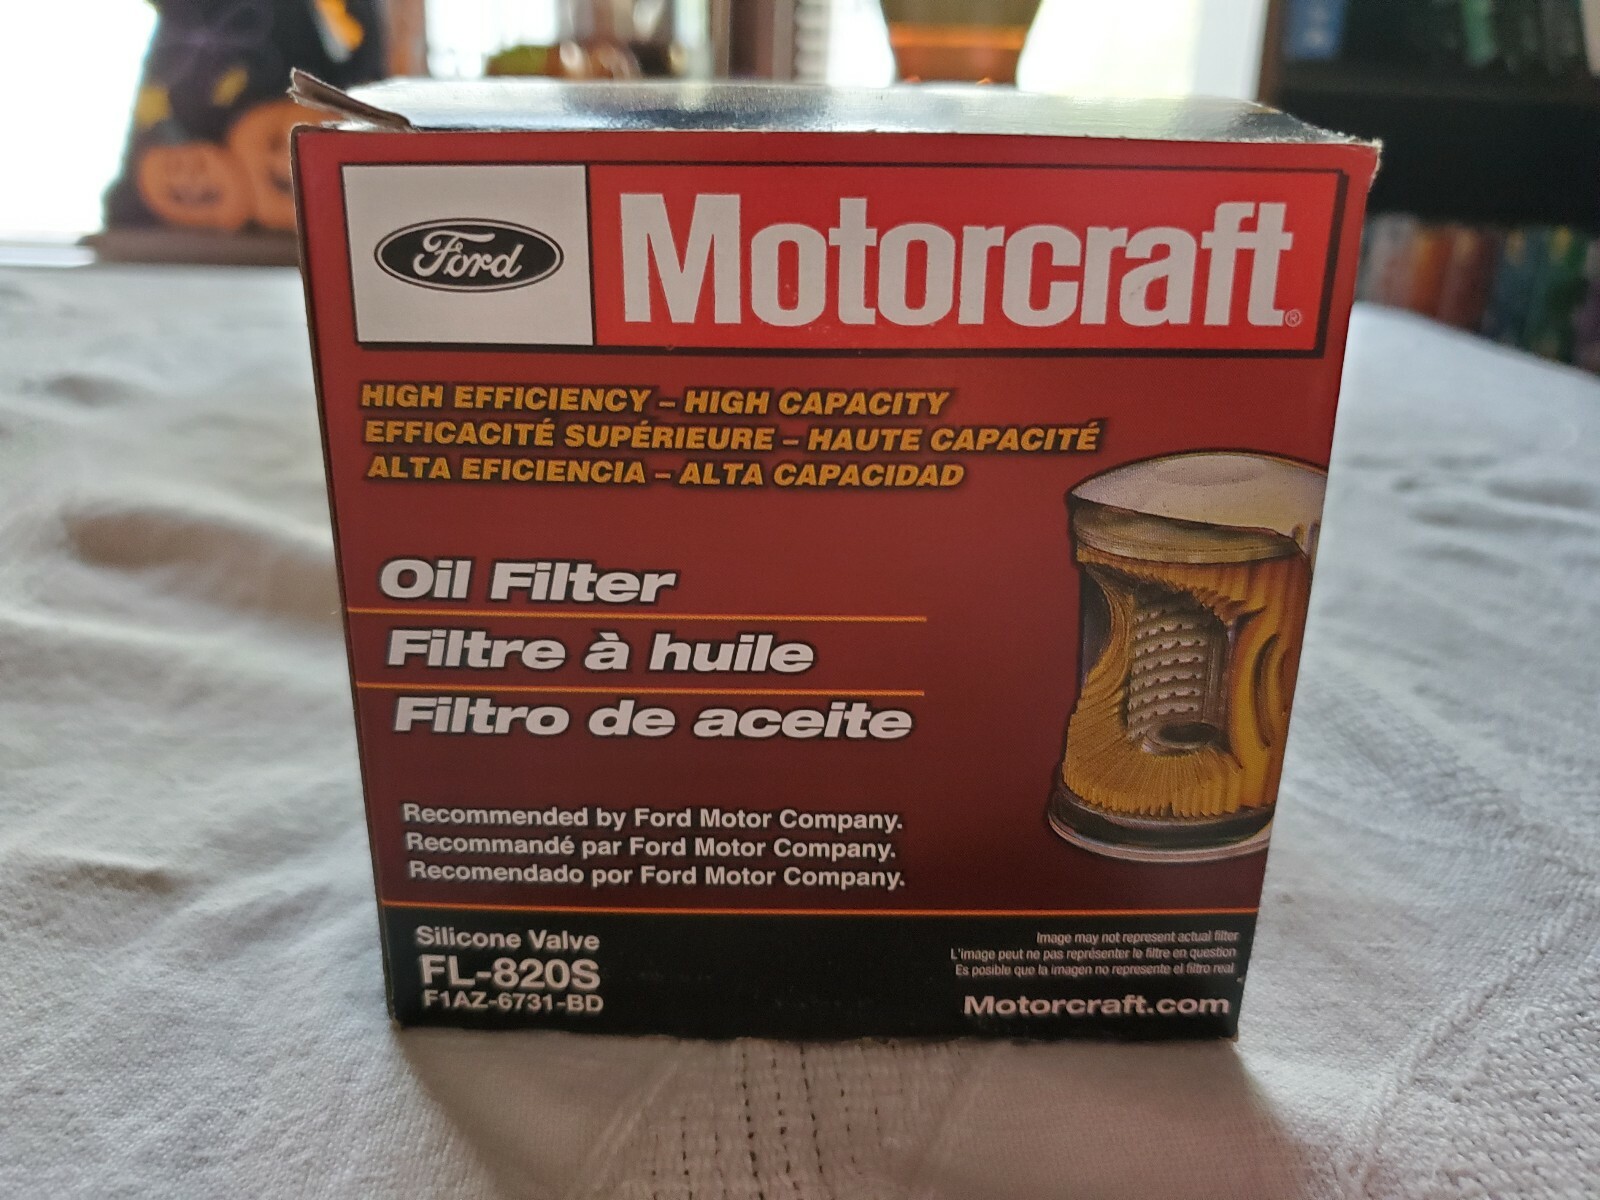 Ford
Motorcraft®
HIGH EFFICIENCY – HIGH CAPACITY
EFFICACITÉ SUPÉRIEURE – HAUTE CAPACITÉ
ALTA EFICIENCIA – ALTA CAPACIDAD
Oil Filter
Filtre à huile
Filtro de aceite
Recommended by Ford Motor Company.
Recommandé par Ford Motor Company.
Recomendado por Ford Motor Company.
Silicone Valve
FL-820S
F1AZ-6731-BD
Image may not represent actual filter
L'image peut ne pas représenter le filtre en question
Es posible que la imagen no represente el filtro real
Motorcraft.com